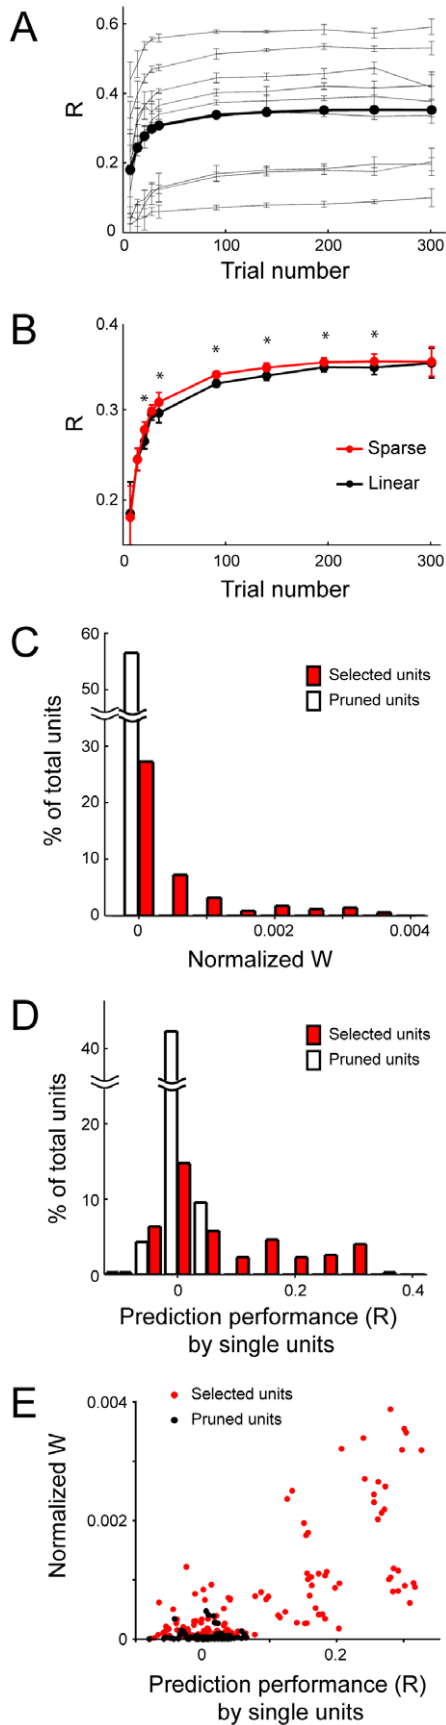 A
0.6
0.4
0.2
0
R
0 100 200 300
Trial number
B
0.4
0.3
0.2
R
* * * * * *
Sparse
Linear
0 100 200 300
Trial number
C
60
50
30
20
10
0
% of total units
Selected units
Pruned units
0 0.002 0.004
Normalized W
D
40
20
10
0
% of total units
Selected units
Pruned units
0 0.2 0.4
Prediction performance (R)
by single units
E
0.004
0.002
0
Normalized W
Selected units
Pruned units
0 0.2
Prediction performance (R)
by single units